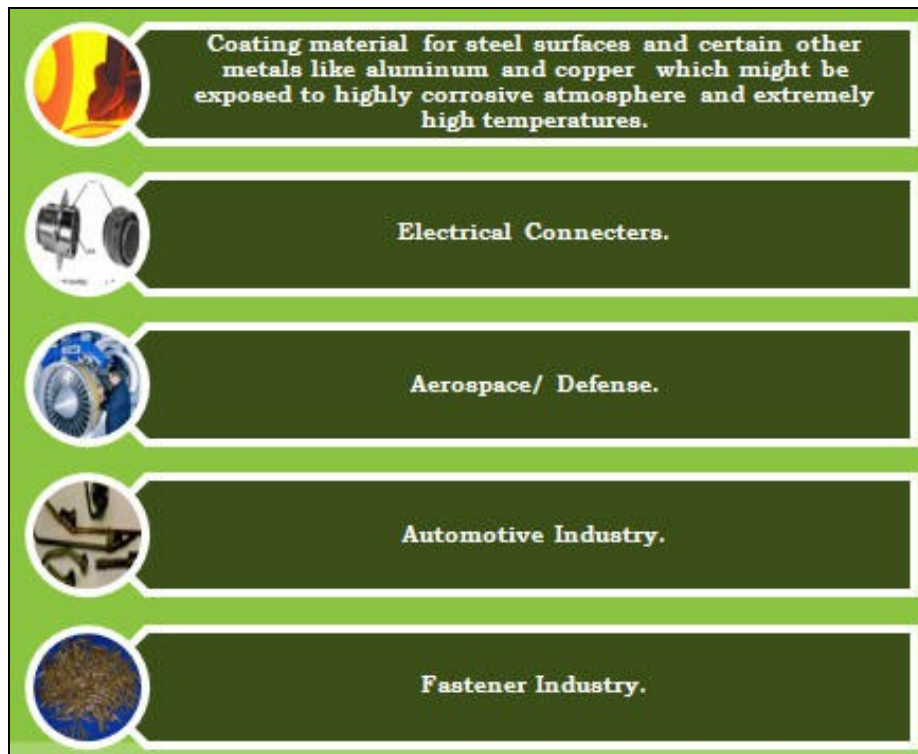 Coating material for steel surfaces and certain other
metals like aluminum and copper which might be
exposed to highly corrosive atmosphere and extremely
high temperatures.
Electrical Connecters.
Aerospace/ Defense.
Automotive Industry.
Fastener Industry.